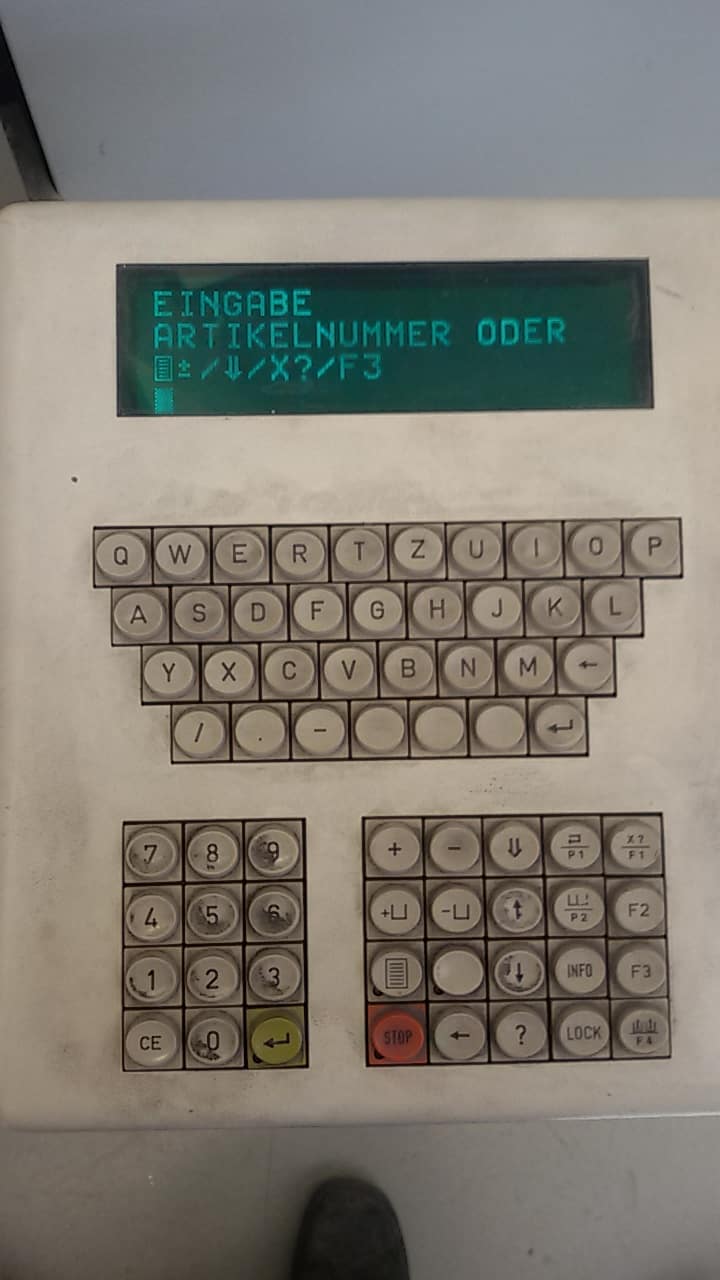 EINGABE
ARTIKELNUMMER ODER
±/⇓/X?/F3
Q W E R T Z U I O P
A S D F G H J K L
Y X C V B N M ←
/ . - ↵
7 8 9
4 5 6
1 2 3
CE 0 ↵
+ - ⇓ P1 X? F1
+⊔ -⊔ ↑ P2 F2
↓ INFO F3
STOP ← ? LOCK F4